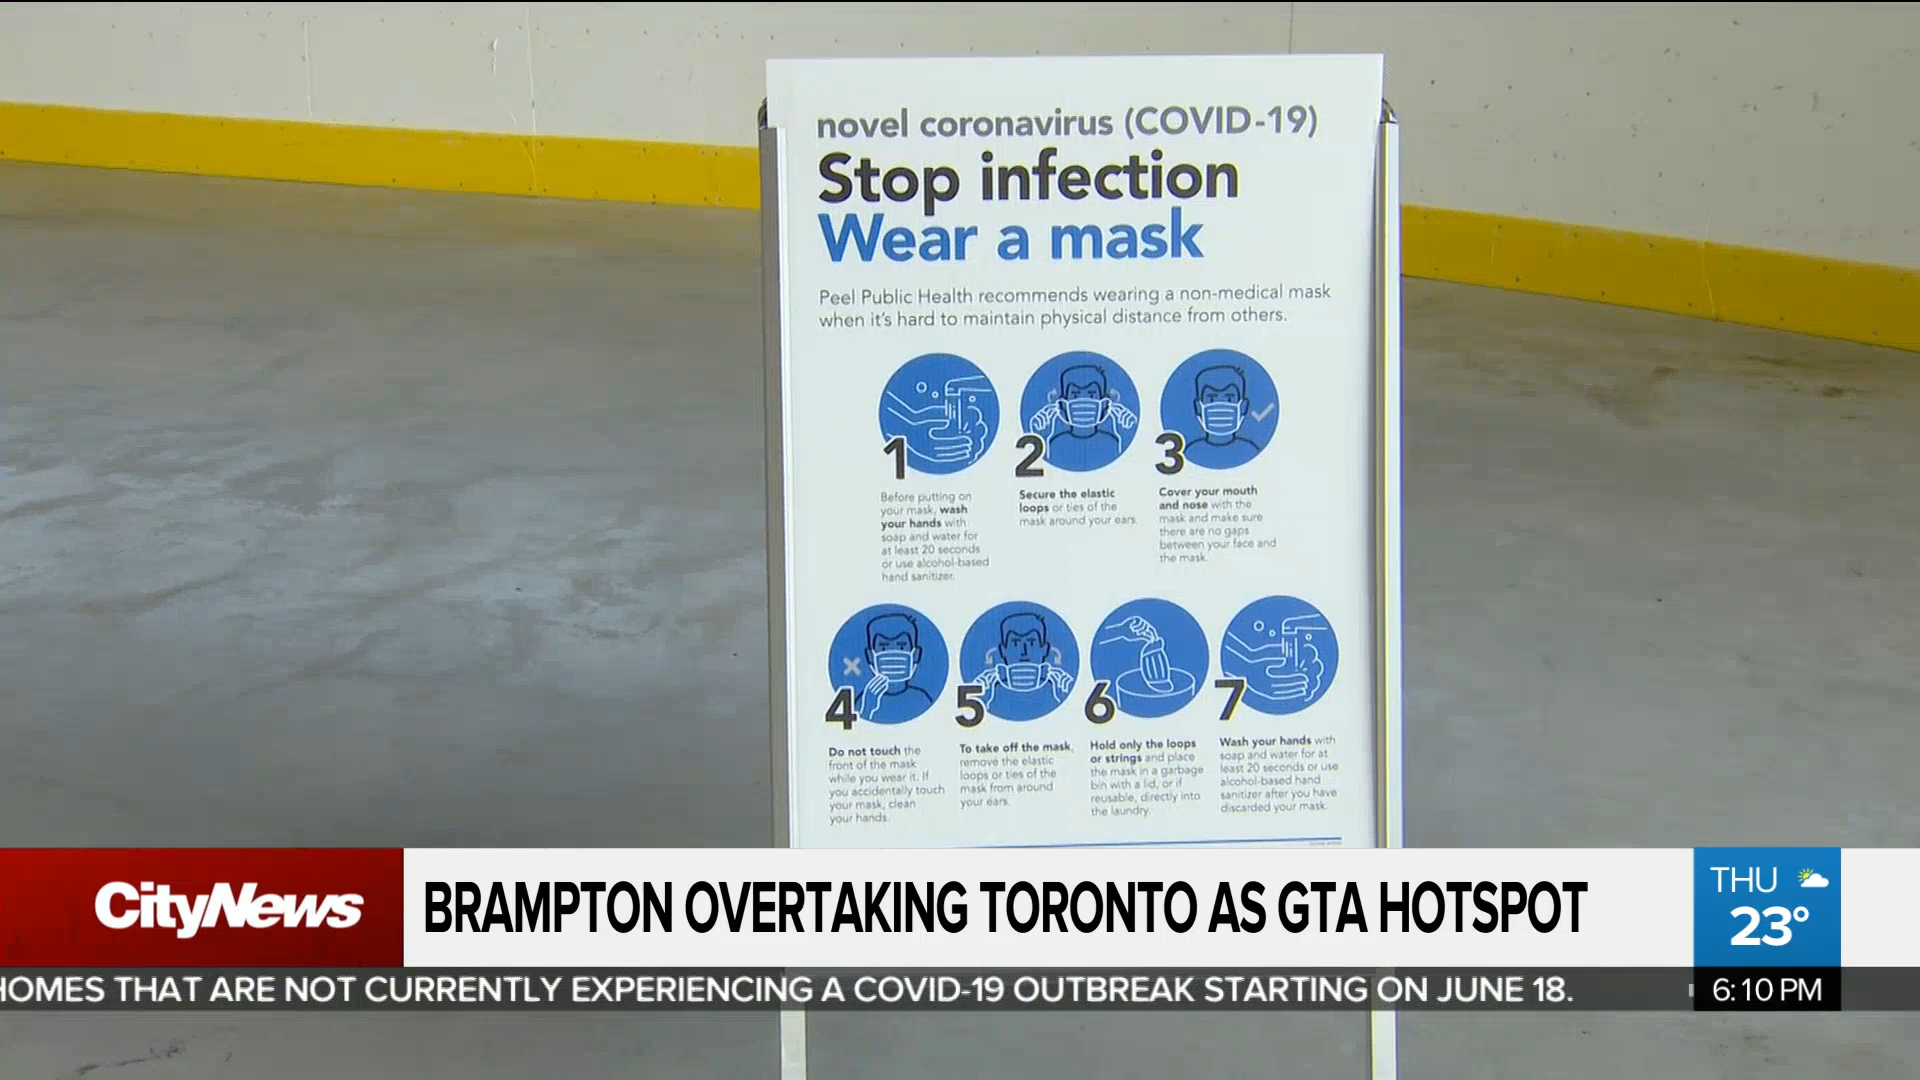 novel coronavirus (COVID-19)
Stop infection
Wear a mask
Peel Public Health recommends wearing a non-medical mask
when it's hard to maintain physical distance from others.
1
Before putting on
your mask, wash
your hands with
soap and water for
at least 20 seconds
or use alcohol-based
hand sanitizer.
2
Secure the elastic
loops or ties of the
mask around your ears.
3
Cover your mouth
and nose with the
mask and make sure
there are no gaps
between your face and
the mask.
4
Do not touch the
front of the mask
while you wear it. If
you accidentally touch
your mask, clean
your hands.
5
To take off the mask,
remove the elastic
loops or ties of the
mask from around
your ears.
6
Hold only the loops
or strings and place
the mask in a garbage
bin with a lid, or if
reusable, directly into
the laundry.
7
Wash your hands with
soap and water for at
least 20 seconds or use
alcohol-based hand
sanitizer after you have
discarded your mask.
CityNews
BRAMPTON OVERTAKING TORONTO AS GTA HOTSPOT
THU
23°
HOMES THAT ARE NOT CURRENTLY EXPERIENCING A COVID-19 OUTBREAK STARTING ON JUNE 18.
6:10 PM